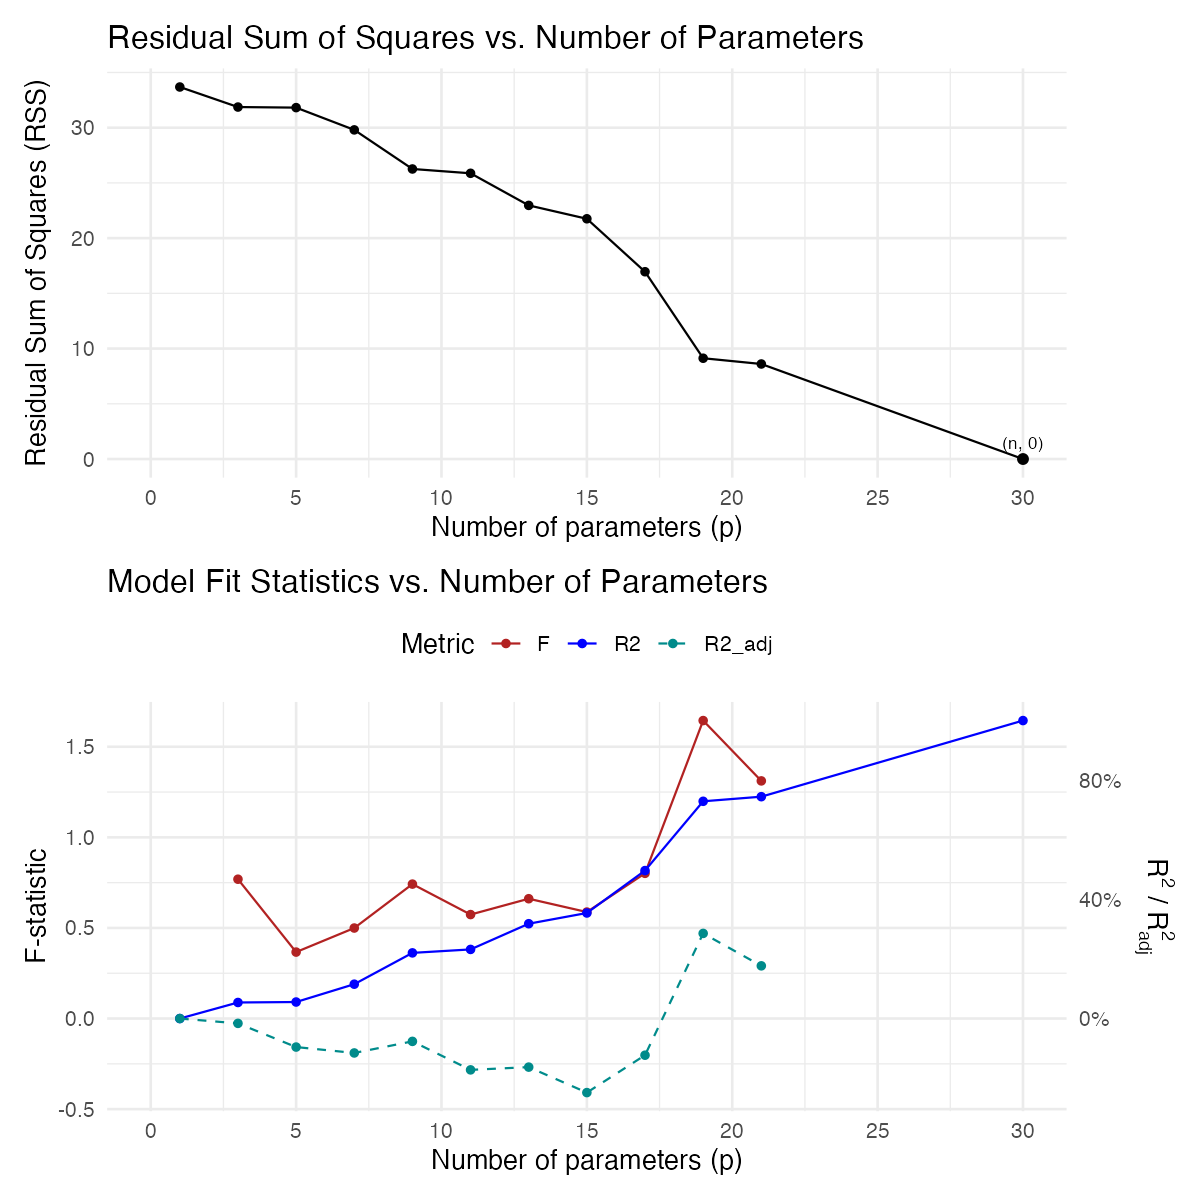 Residual Sum of Squares vs. Number of Parameters
Residual Sum of Squares (RSS)
30
20
10
0
(n, 0)
0 5 10 15 20 25 30
Number of parameters (p)
Model Fit Statistics vs. Number of Parameters
Metric F R2 R2_adj
F-statistic
1.5
1.0
0.5
0.0
-0.5
80%
40%
0%
R² / R²adj
0 5 10 15 20 25 30
Number of parameters (p)